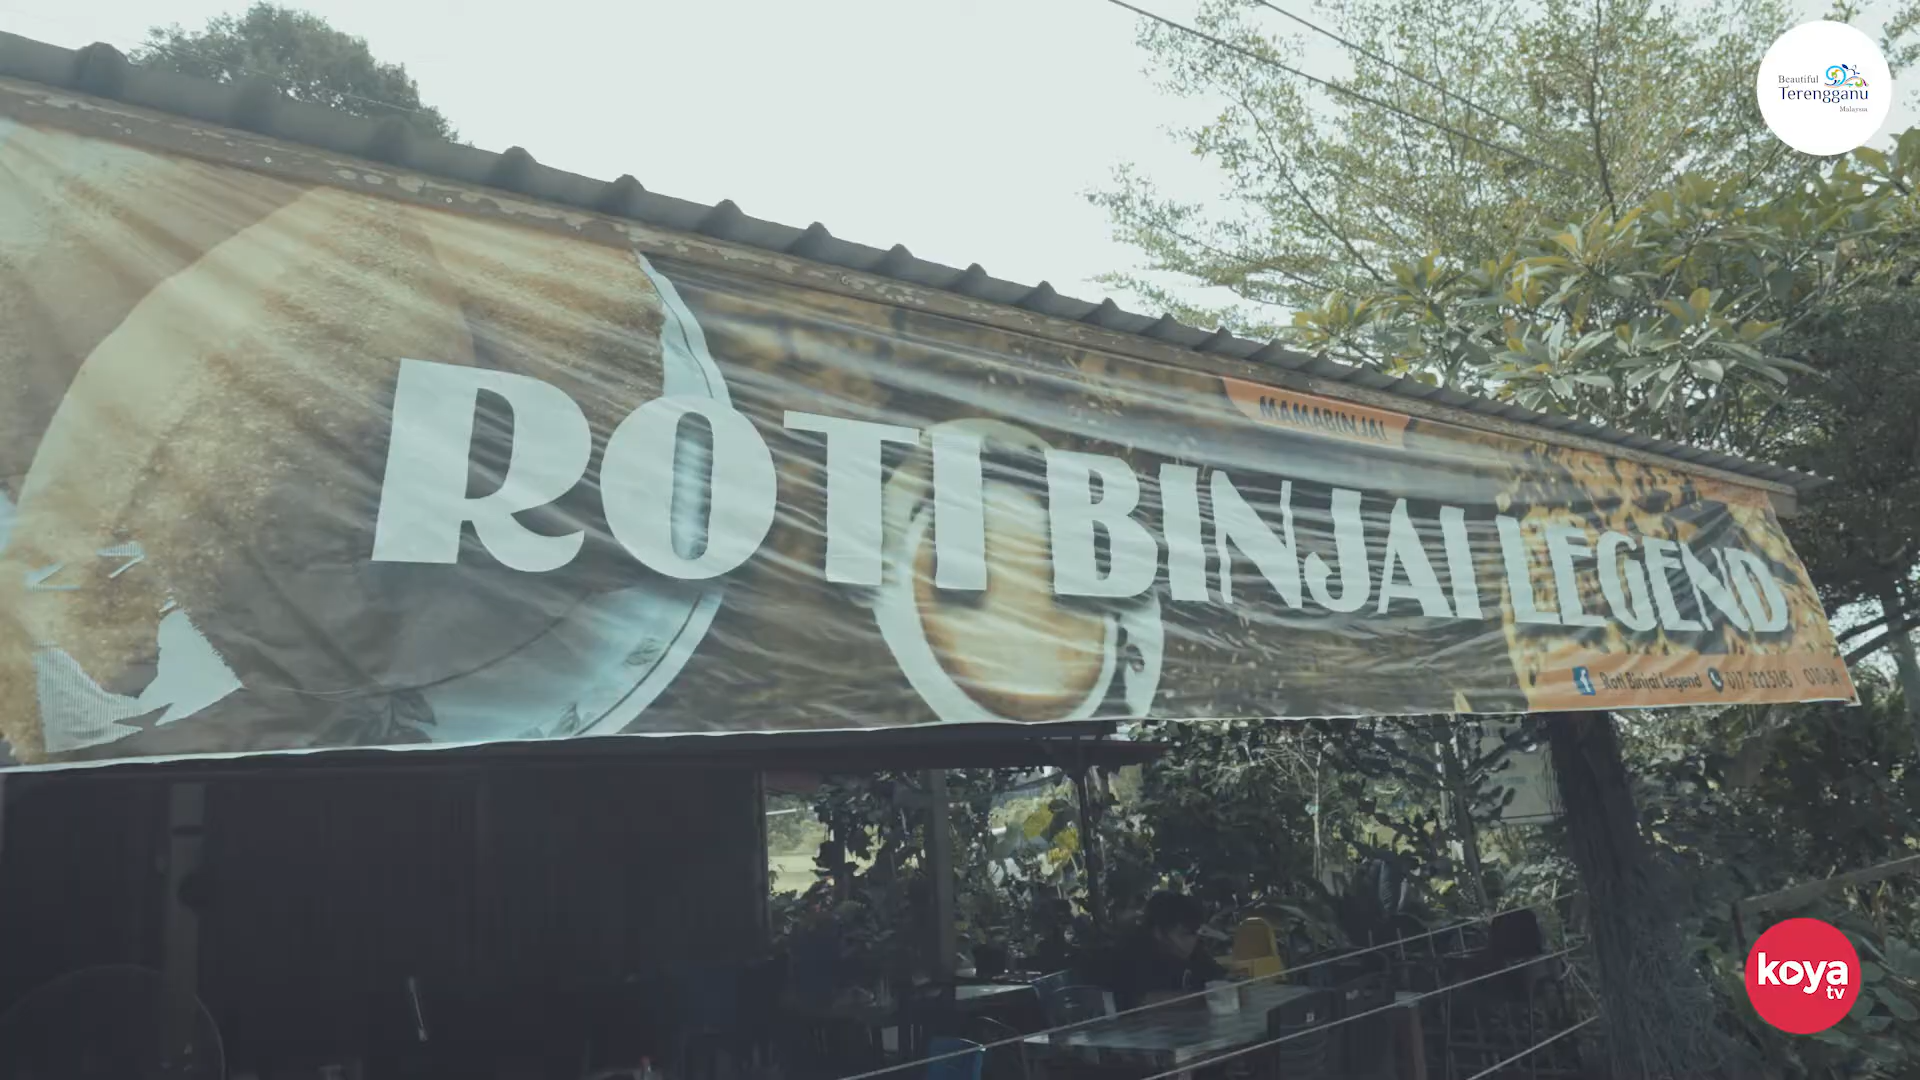 Beautiful
Terengganu
Malaysia
MAMABINJAI
ROTI BINJAI LEGEND
Roti Binjai Legend
koya
tv